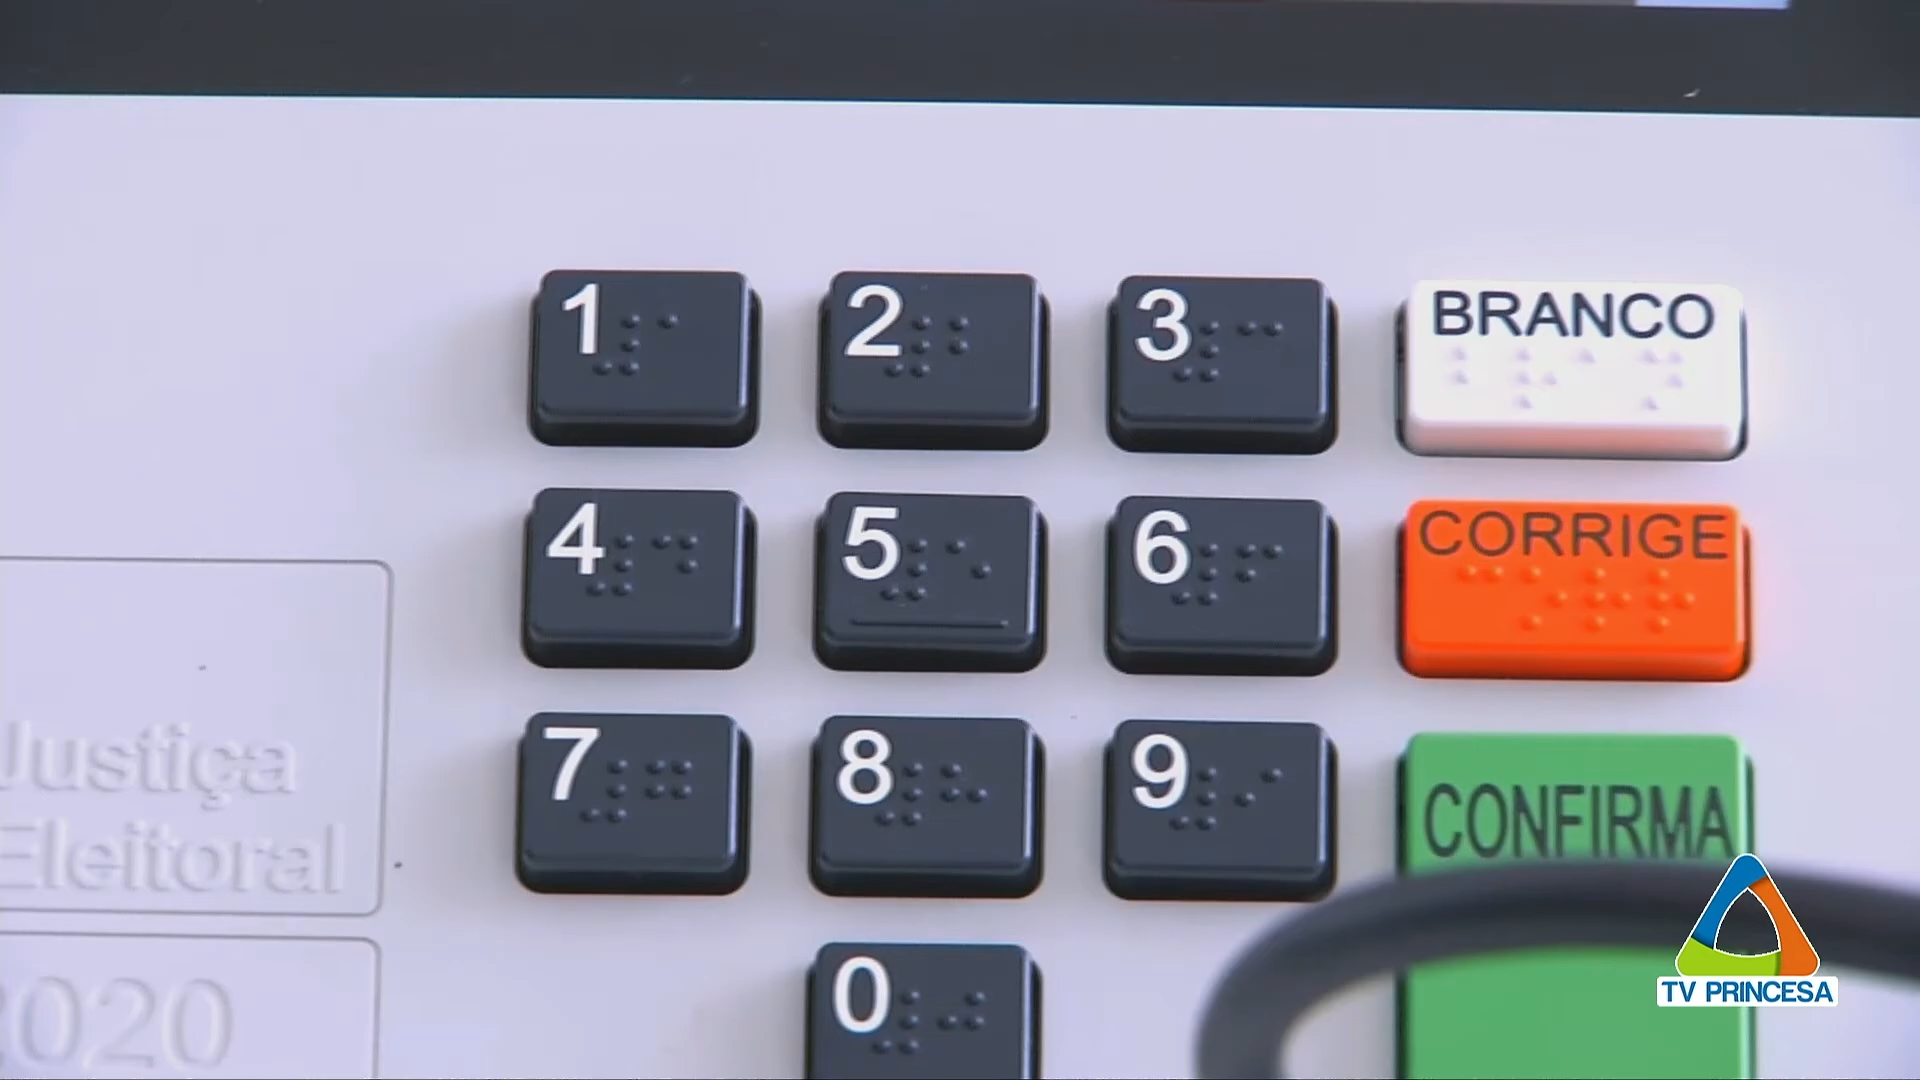 1 2 3 BRANCO
4 5 6 CORRIGE
7 8 9 CONFIRMA
0
Justiça
Eleitoral
2020
TV PRINCESA